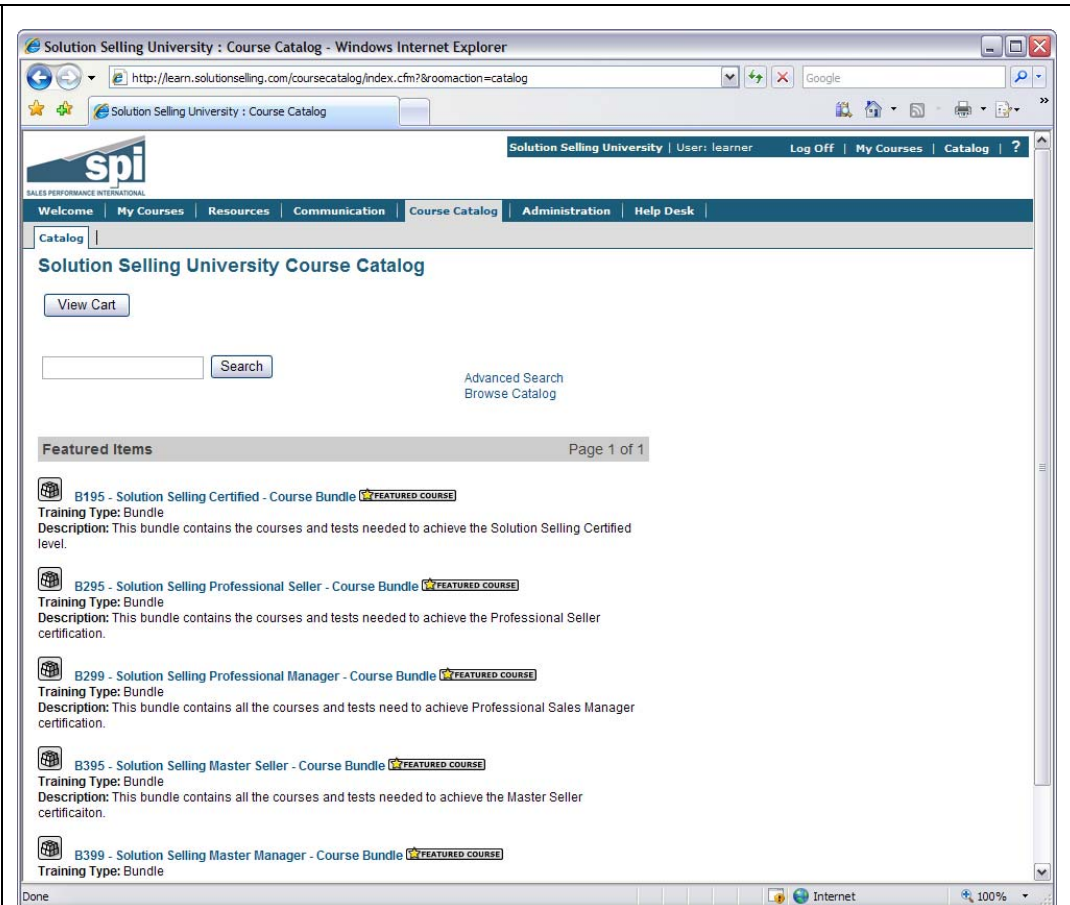 Solution Selling University : Course Catalog - Windows Internet Explorer
http://learn.solutionselling.com/coursecatalog/index.cfm?&roomaction=catalog
Google
Solution Selling University : Course Catalog
spi
SALES PERFORMANCE INTERNATIONAL
Solution Selling University | User: learner Log Off | My Courses | Catalog | ?
Welcome | My Courses | Resources | Communication | Course Catalog | Administration | Help Desk |
Catalog |
Solution Selling University Course Catalog
View Cart
Search
Advanced Search
Browse Catalog
Featured Items Page 1 of 1
B195 - Solution Selling Certified - Course Bundle FEATURED COURSE
Training Type: Bundle
Description: This bundle contains the courses and tests needed to achieve the Solution Selling Certified
level.
B295 - Solution Selling Professional Seller - Course Bundle FEATURED COURSE
Training Type: Bundle
Description: This bundle contains the courses and tests needed to achieve the Professional Seller
certification.
B299 - Solution Selling Professional Manager - Course Bundle FEATURED COURSE
Training Type: Bundle
Description: This bundle contains all the courses and tests need to achieve Professional Sales Manager
certification.
B395 - Solution Selling Master Seller - Course Bundle FEATURED COURSE
Training Type: Bundle
Description: This bundle contains all the courses and tests needed to achieve the Master Seller
certificaiton.
B399 - Solution Selling Master Manager - Course Bundle FEATURED COURSE
Training Type: Bundle
Done Internet 100%